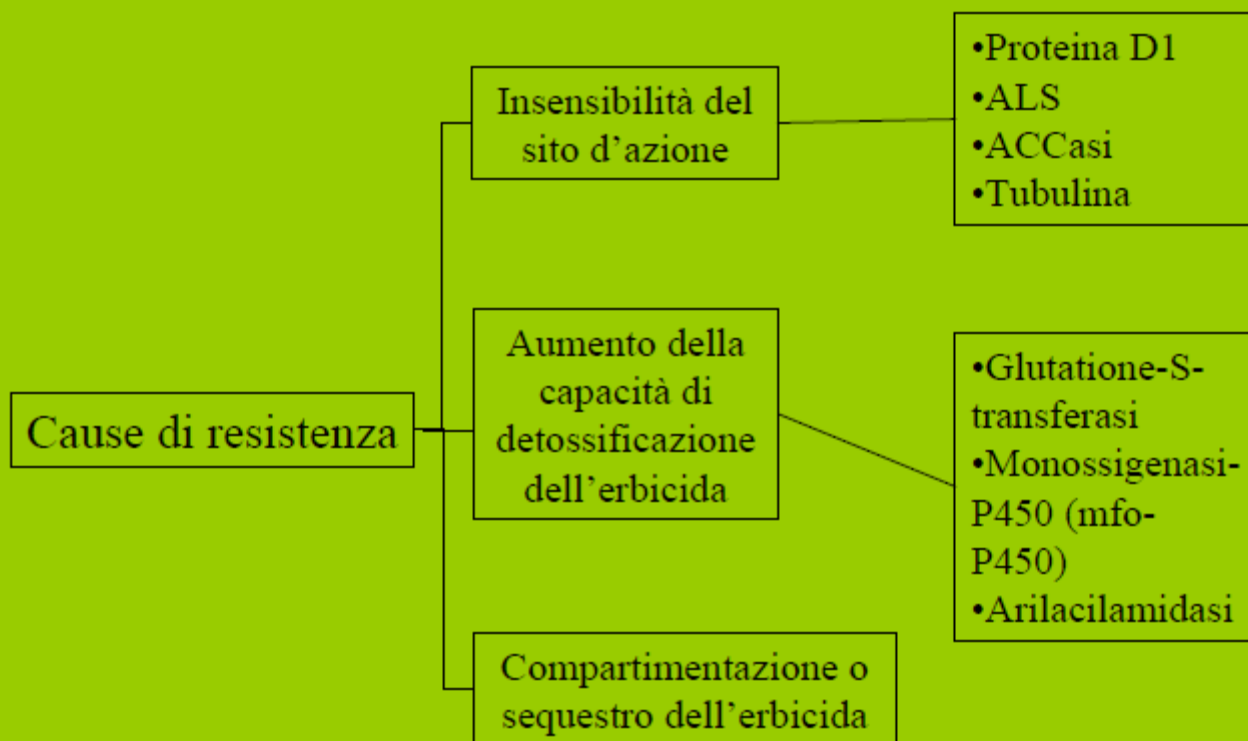 Cause di resistenza
Insensibilità del
sito d'azione
•Proteina D1
•ALS
•ACCasi
•Tubulina
Aumento della
capacità di
detossificazione
dell'erbicida
•Glutatione-S-
transferasi
•Monossigenasi-
P450 (mfo-
P450)
•Arilacilamidasi
Compartimentazione o
sequestro dell'erbicida